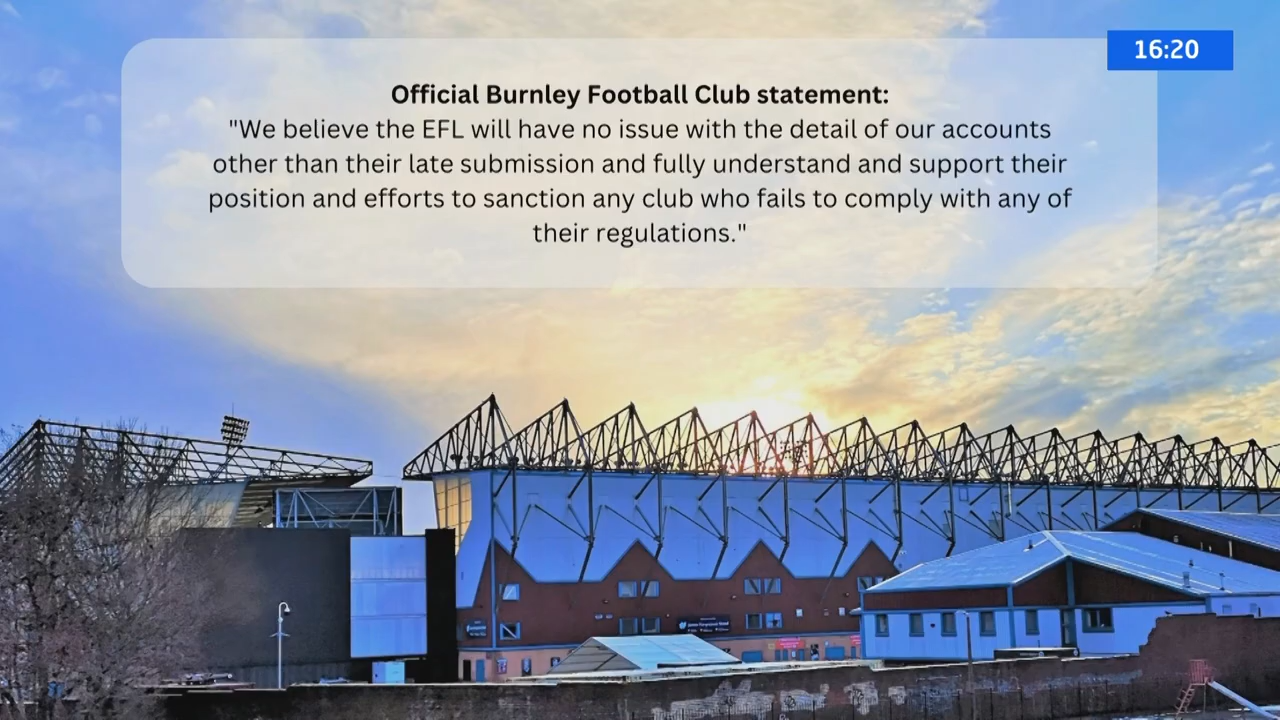 16:20
Official Burnley Football Club statement:
"We believe the EFL will have no issue with the detail of our accounts
other than their late submission and fully understand and support their
position and efforts to sanction any club who fails to comply with any of
their regulations."